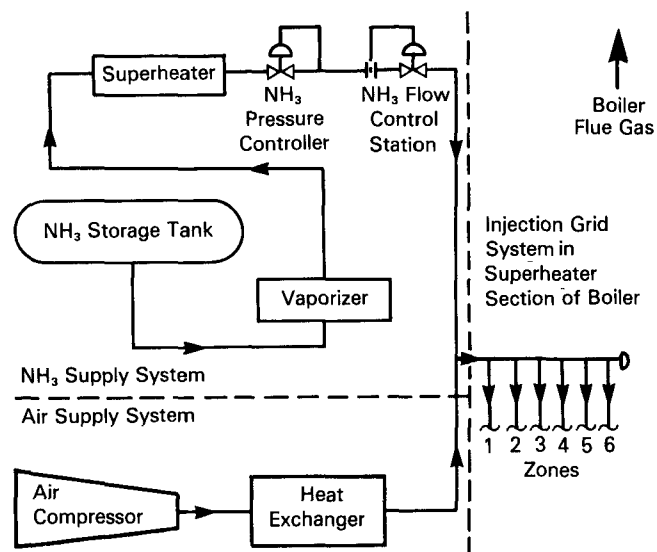 Superheater
NH₃
Pressure
Controller
NH₃ Flow
Control
Station
Boiler
Flue Gas
NH₃ Storage Tank
Vaporizer
Injection Grid
System in
Superheater
Section of Boiler
NH₃ Supply System
Air Supply System
1 2 3 4 5 6
Zones
Air
Compressor
Heat
Exchanger